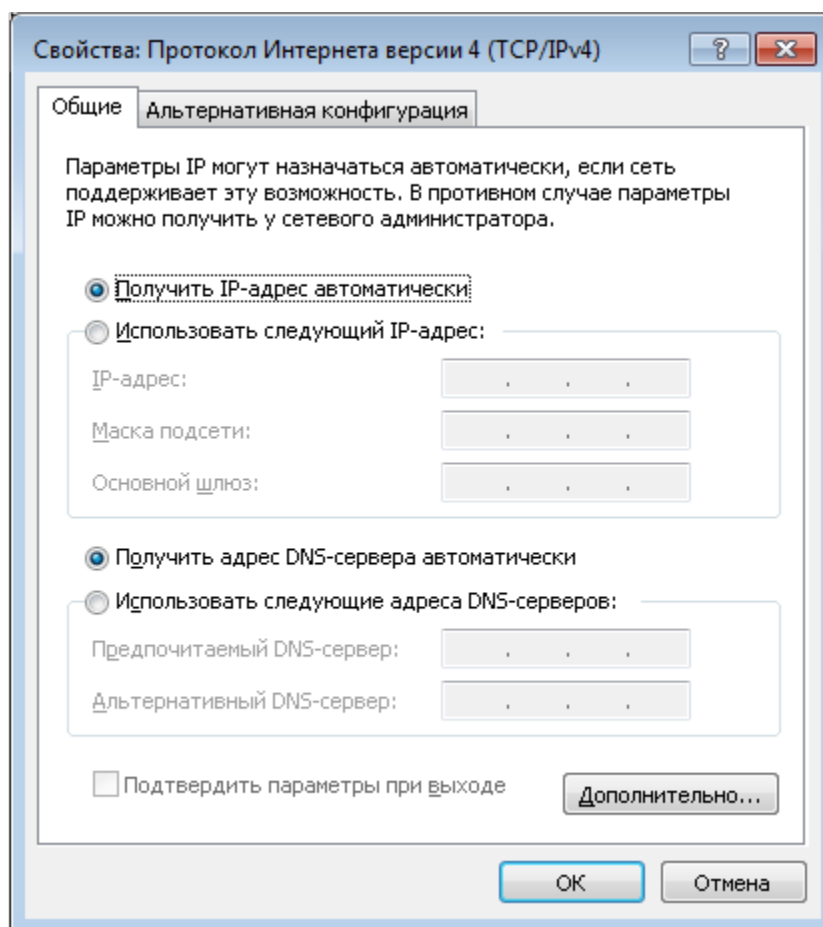 Свойства: Протокол Интернета версии 4 (TCP/IPv4)
Общие
Альтернативная конфигурация
Параметры IP могут назначаться автоматически, если сеть
поддерживает эту возможность. В противном случае параметры
IP можно получить у сетевого администратора.
Получить IP-адрес автоматически
Использовать следующий IP-адрес:
IP-адрес:
Маска подсети:
Основной шлюз:
Получить адрес DNS-сервера автоматически
Использовать следующие адреса DNS-серверов:
Предпочитаемый DNS-сервер:
Альтернативный DNS-сервер:
Подтвердить параметры при выходе
Дополнительно...
ОК
Отмена